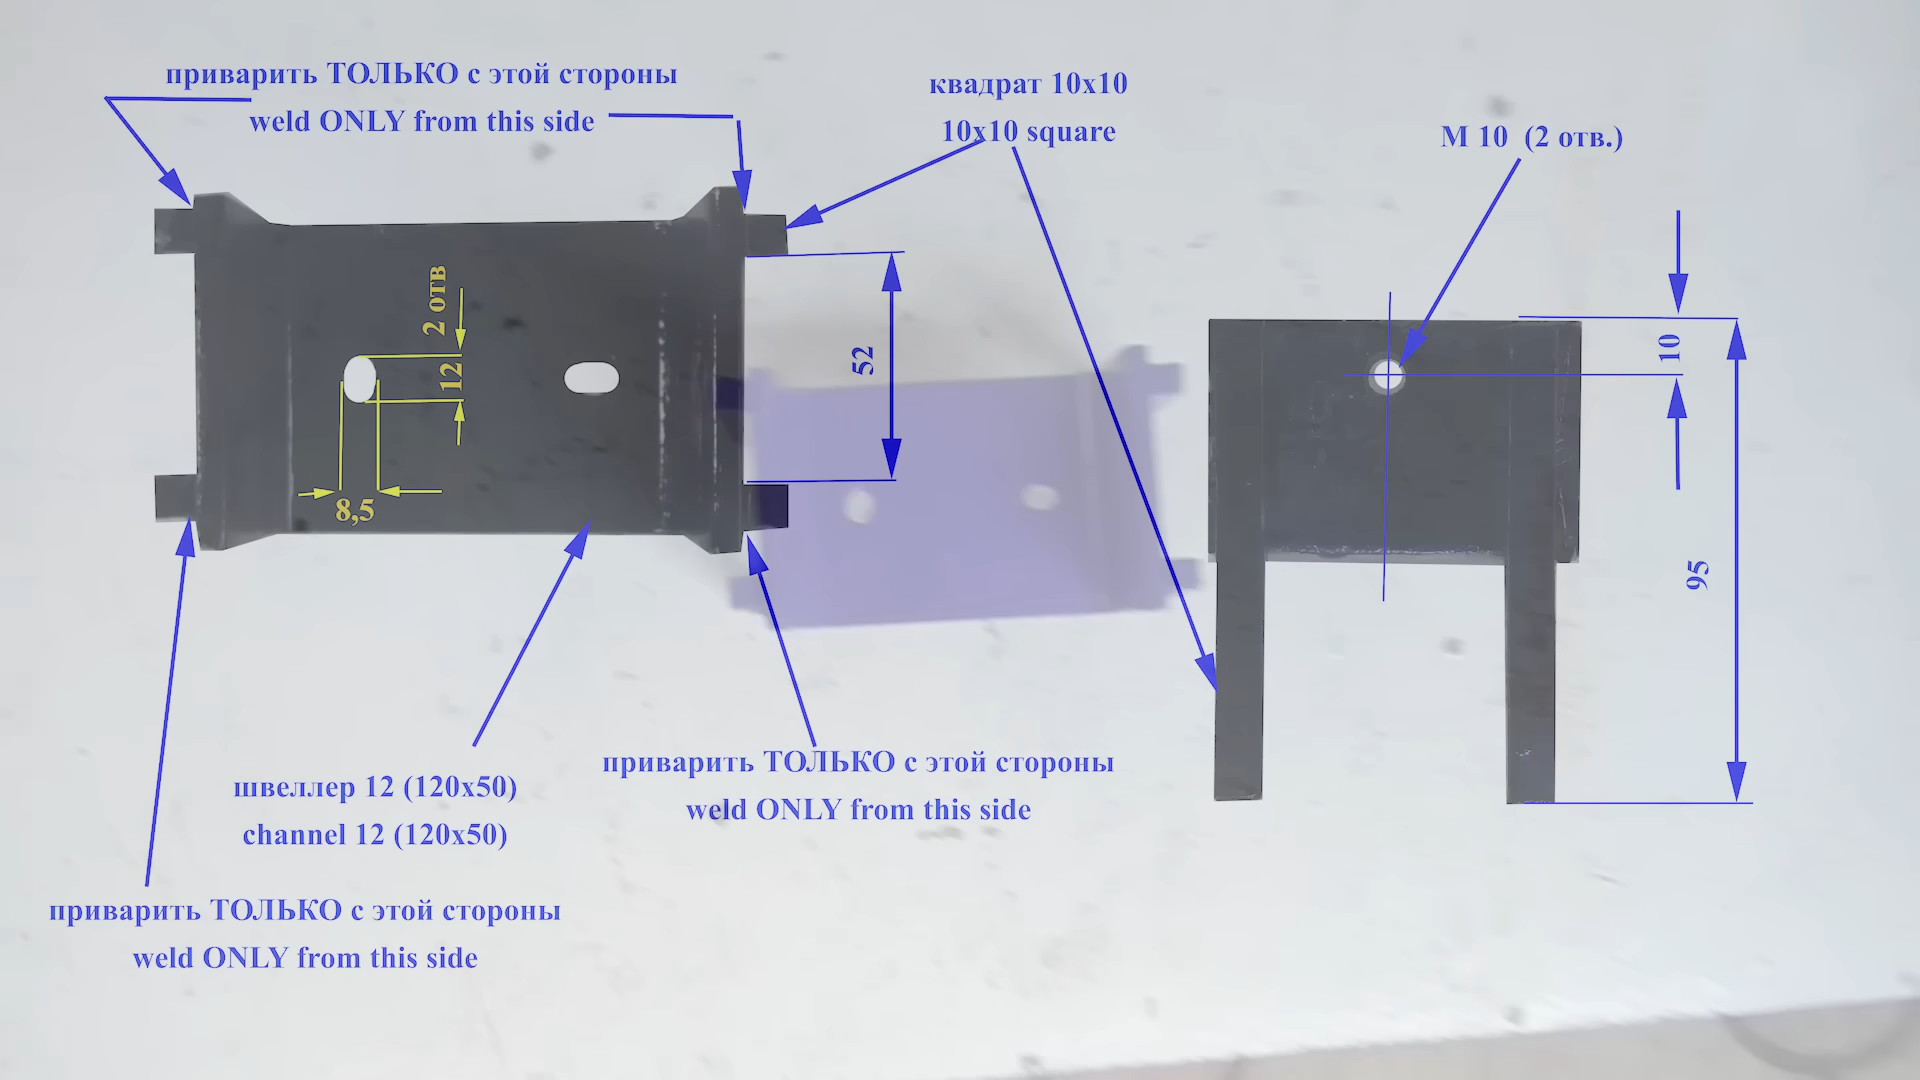 приварить ТОЛЬКО с этой стороны
weld ONLY from this side
квадрат 10х10
10x10 square
М 10 (2 отв.)
2 отв
12
8,5
52
10
95
швеллер 12 (120х50)
channel 12 (120x50)
приварить ТОЛЬКО с этой стороны
weld ONLY from this side
приварить ТОЛЬКО с этой стороны
weld ONLY from this side